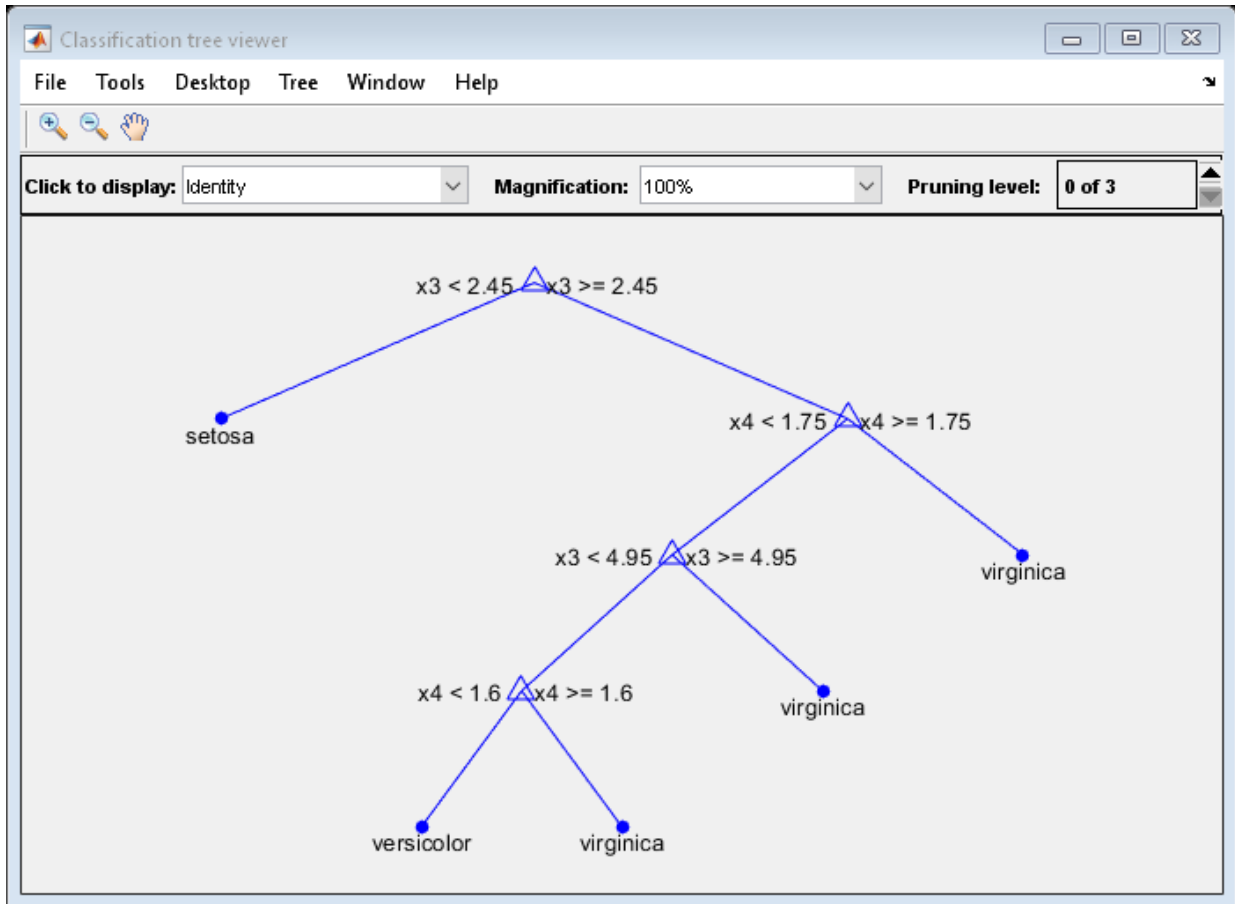 Classification tree viewer
File Tools Desktop Tree Window Help
Click to display: Identity Magnification: 100% Pruning level: 0 of 3
x3 < 2.45 x3 >= 2.45
setosa
x4 < 1.75 x4 >= 1.75
x3 < 4.95 x3 >= 4.95
virginica
x4 < 1.6 x4 >= 1.6
virginica
versicolor virginica